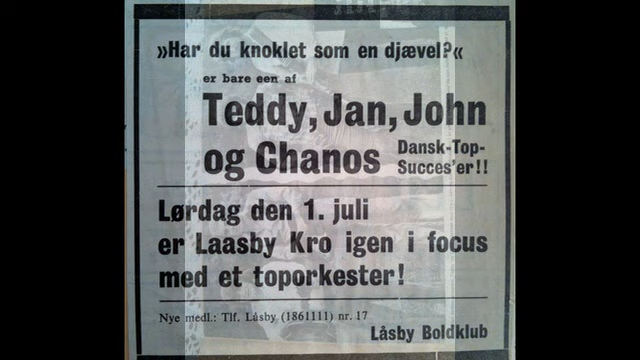 »Har du knoklet som en djævel?«
er bare een af
Teddy, Jan, John
og Chanos Dansk-Top-
Succes'er!!
Lørdag den 1. juli
er Laasby Kro igen i focus
med et toporkester!
Nye medl.: Tlf. Låsby (1861111) nr. 17
Låsby Boldklub